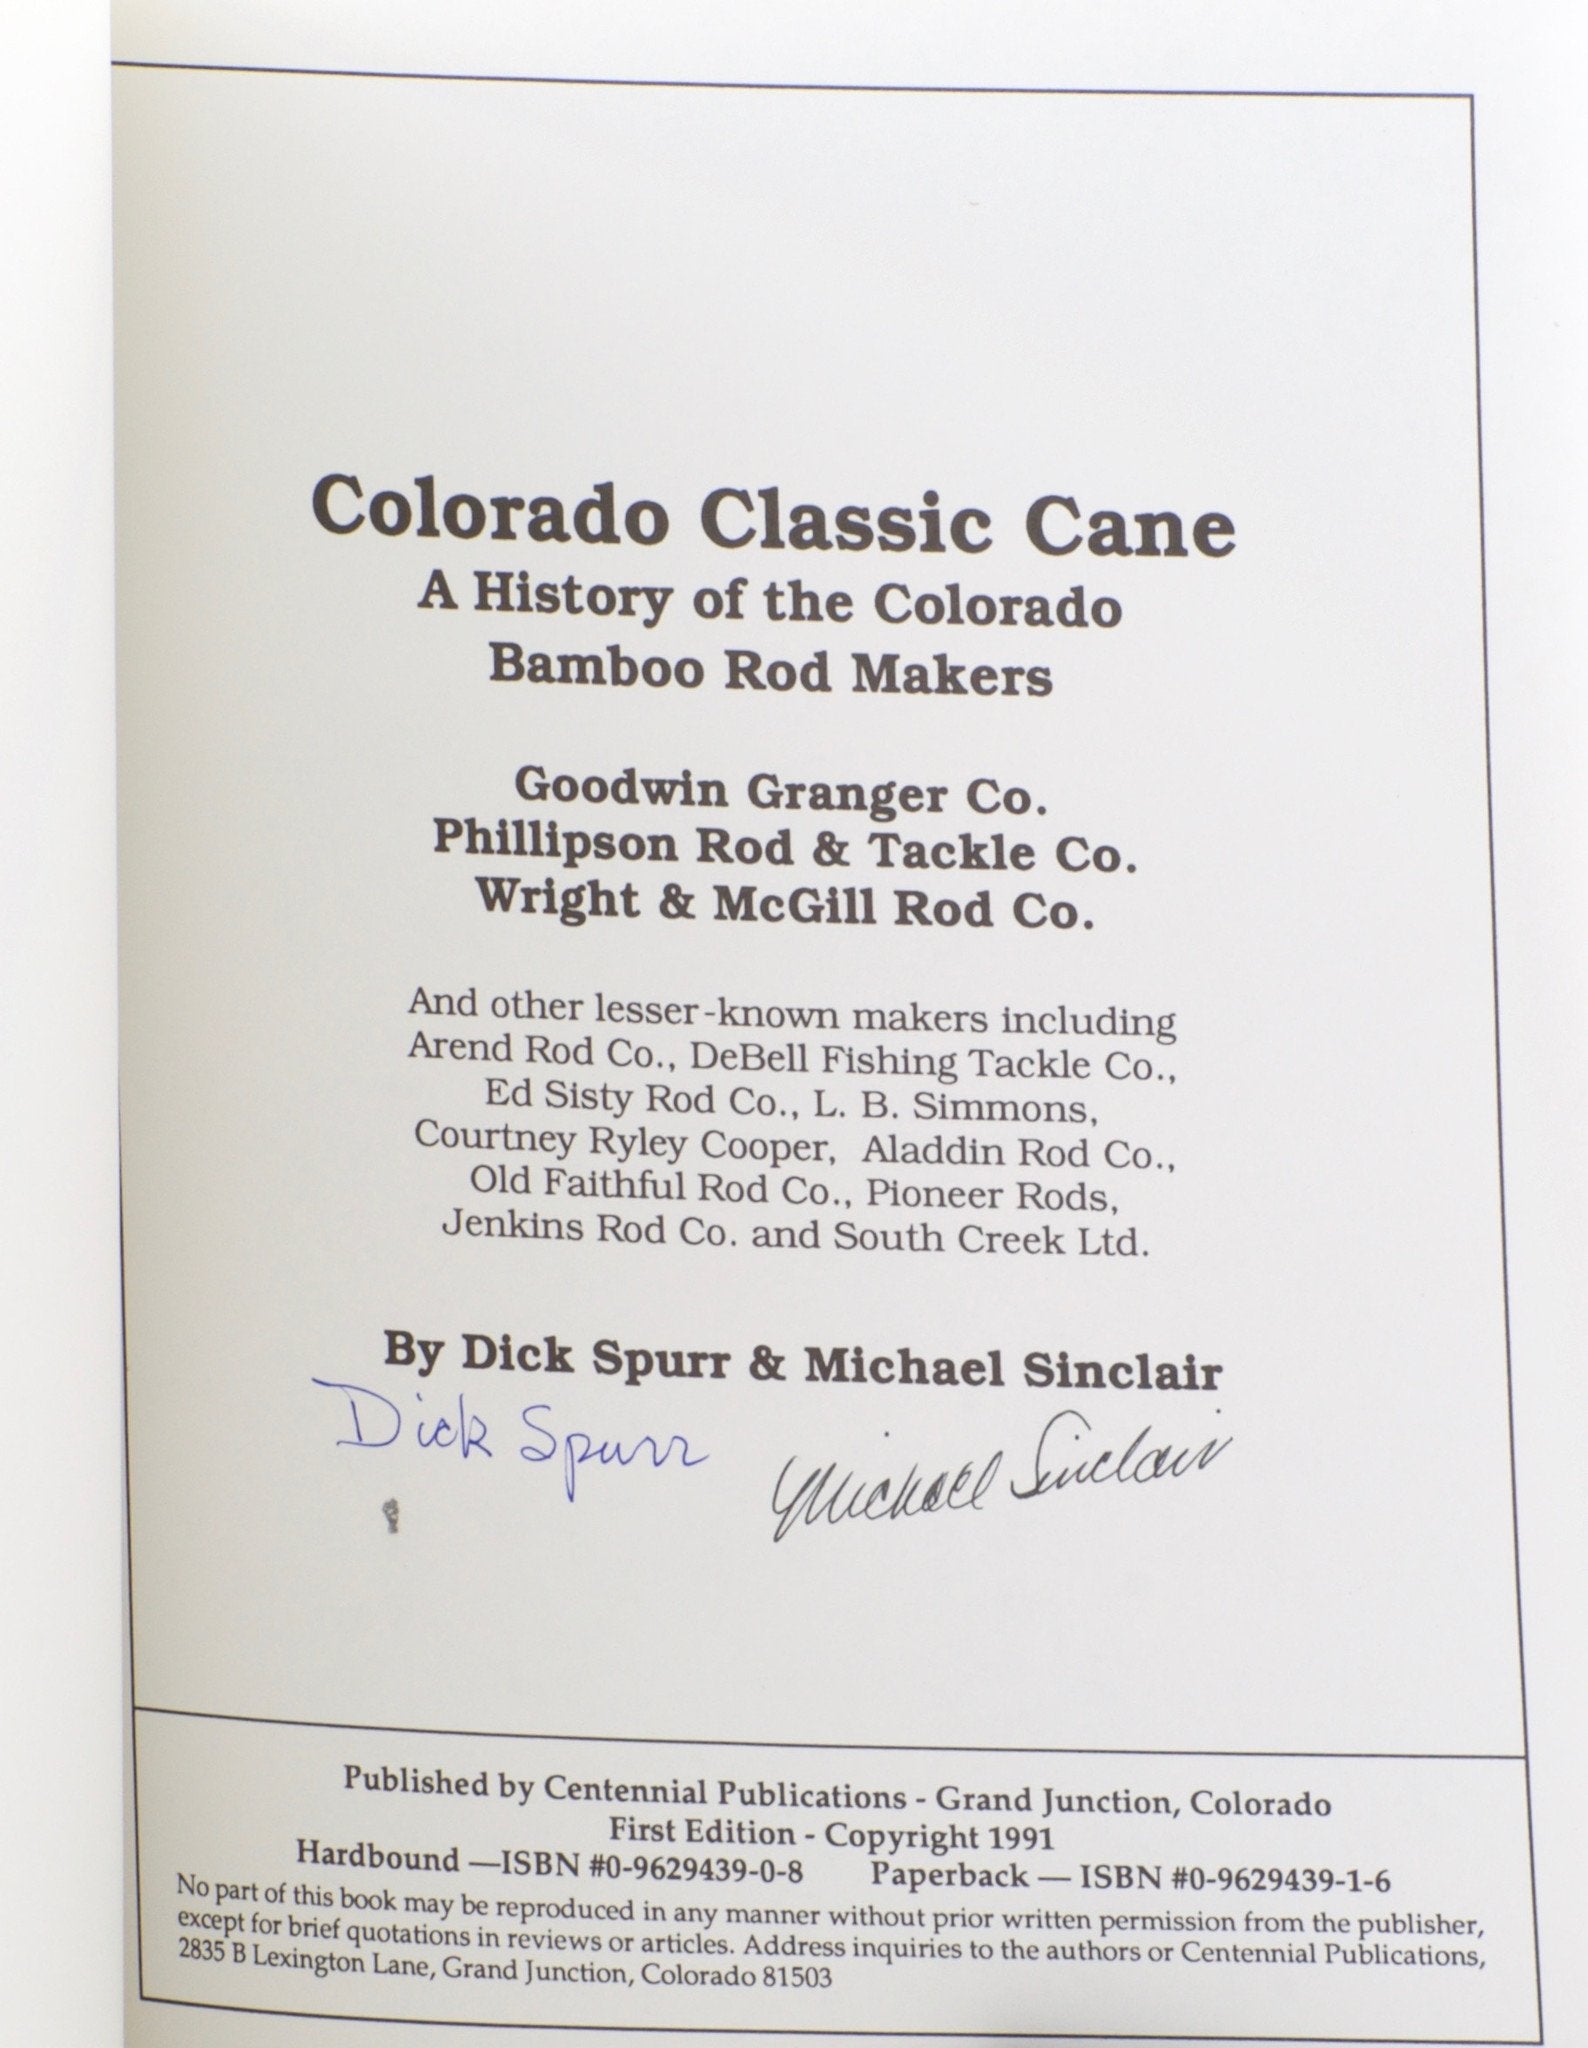 Colorado Classic Cane
A History of the Colorado
Bamboo Rod Makers
Goodwin Granger Co.
Phillipson Rod & Tackle Co.
Wright & McGill Rod Co.
And other lesser-known makers including
Arend Rod Co., DeBell Fishing Tackle Co.,
Ed Sisty Rod Co., L. B. Simmons,
Courtney Ryley Cooper, Aladdin Rod Co.,
Old Faithful Rod Co., Pioneer Rods,
Jenkins Rod Co. and South Creek Ltd.
By Dick Spurr & Michael Sinclair
Dick Spurr
Michael Sinclair
Published by Centennial Publications - Grand Junction, Colorado
First Edition - Copyright 1991
Hardbound —ISBN #0-9629439-0-8 Paperback — ISBN #0-9629439-1-6
No part of this book may be reproduced in any manner without prior written permission from the publisher,
except for brief quotations in reviews or articles. Address inquiries to the authors or Centennial Publications,
2835 B Lexington Lane, Grand Junction, Colorado 81503